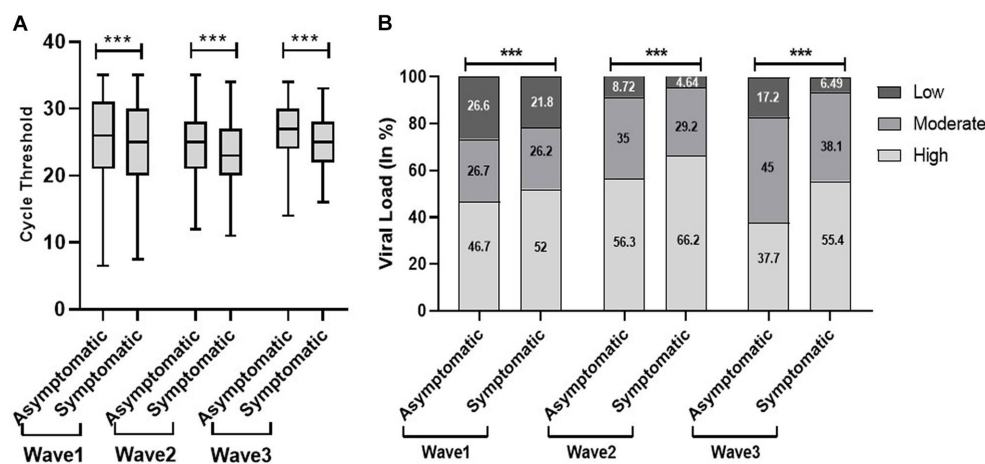 A
***
***
***
Cycle Threshold
40
30
20
10
0
Asymptomatic
Symptomatic
Asymptomatic
Symptomatic
Asymptomatic
Symptomatic
Wave1
Wave2
Wave3
B
***
***
***
Viral Load (In %)
100
80
60
40
20
0
26.6
26.7
46.7
21.8
26.2
52
8.72
35
56.3
4.64
29.2
66.2
17.2
45
37.7
6.49
38.1
55.4
Low
Moderate
High
Asymptomatic
Symptomatic
Asymptomatic
Symptomatic
Asymptomatic
Symptomatic
Wave1
Wave2
Wave3